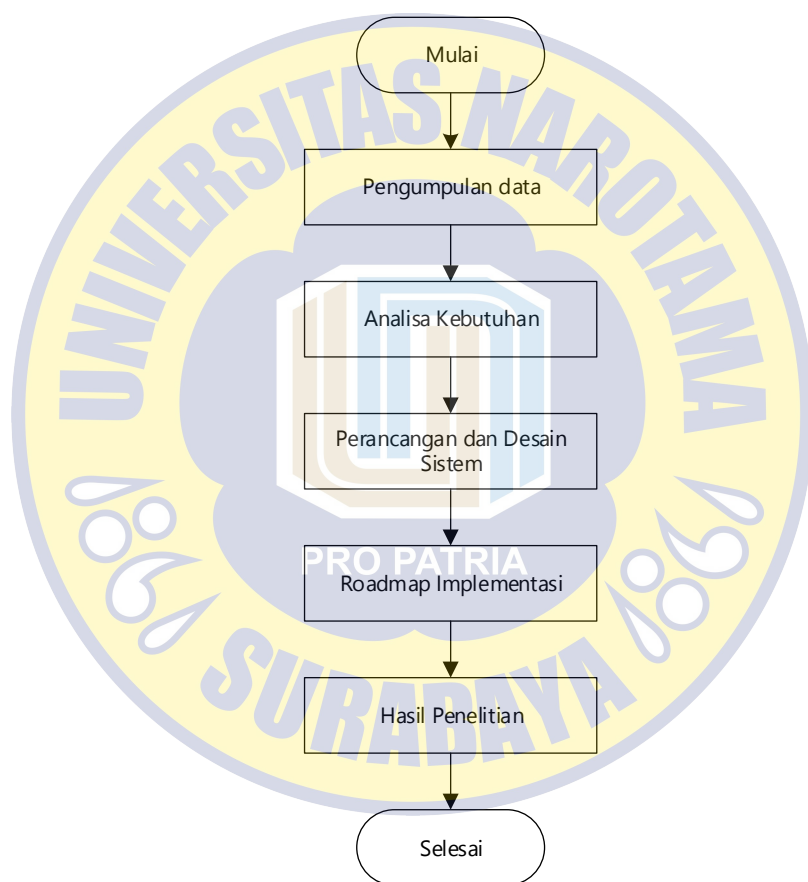 Mulai
UNIVERSITAS NAROTAMA
Pengumpulan data
Analisa Kebutuhan
Perancangan dan Desain
Sistem
PRO PATRIA
Roadmap Implementasi
SURABAYA
Hasil Penelitian
Selesai